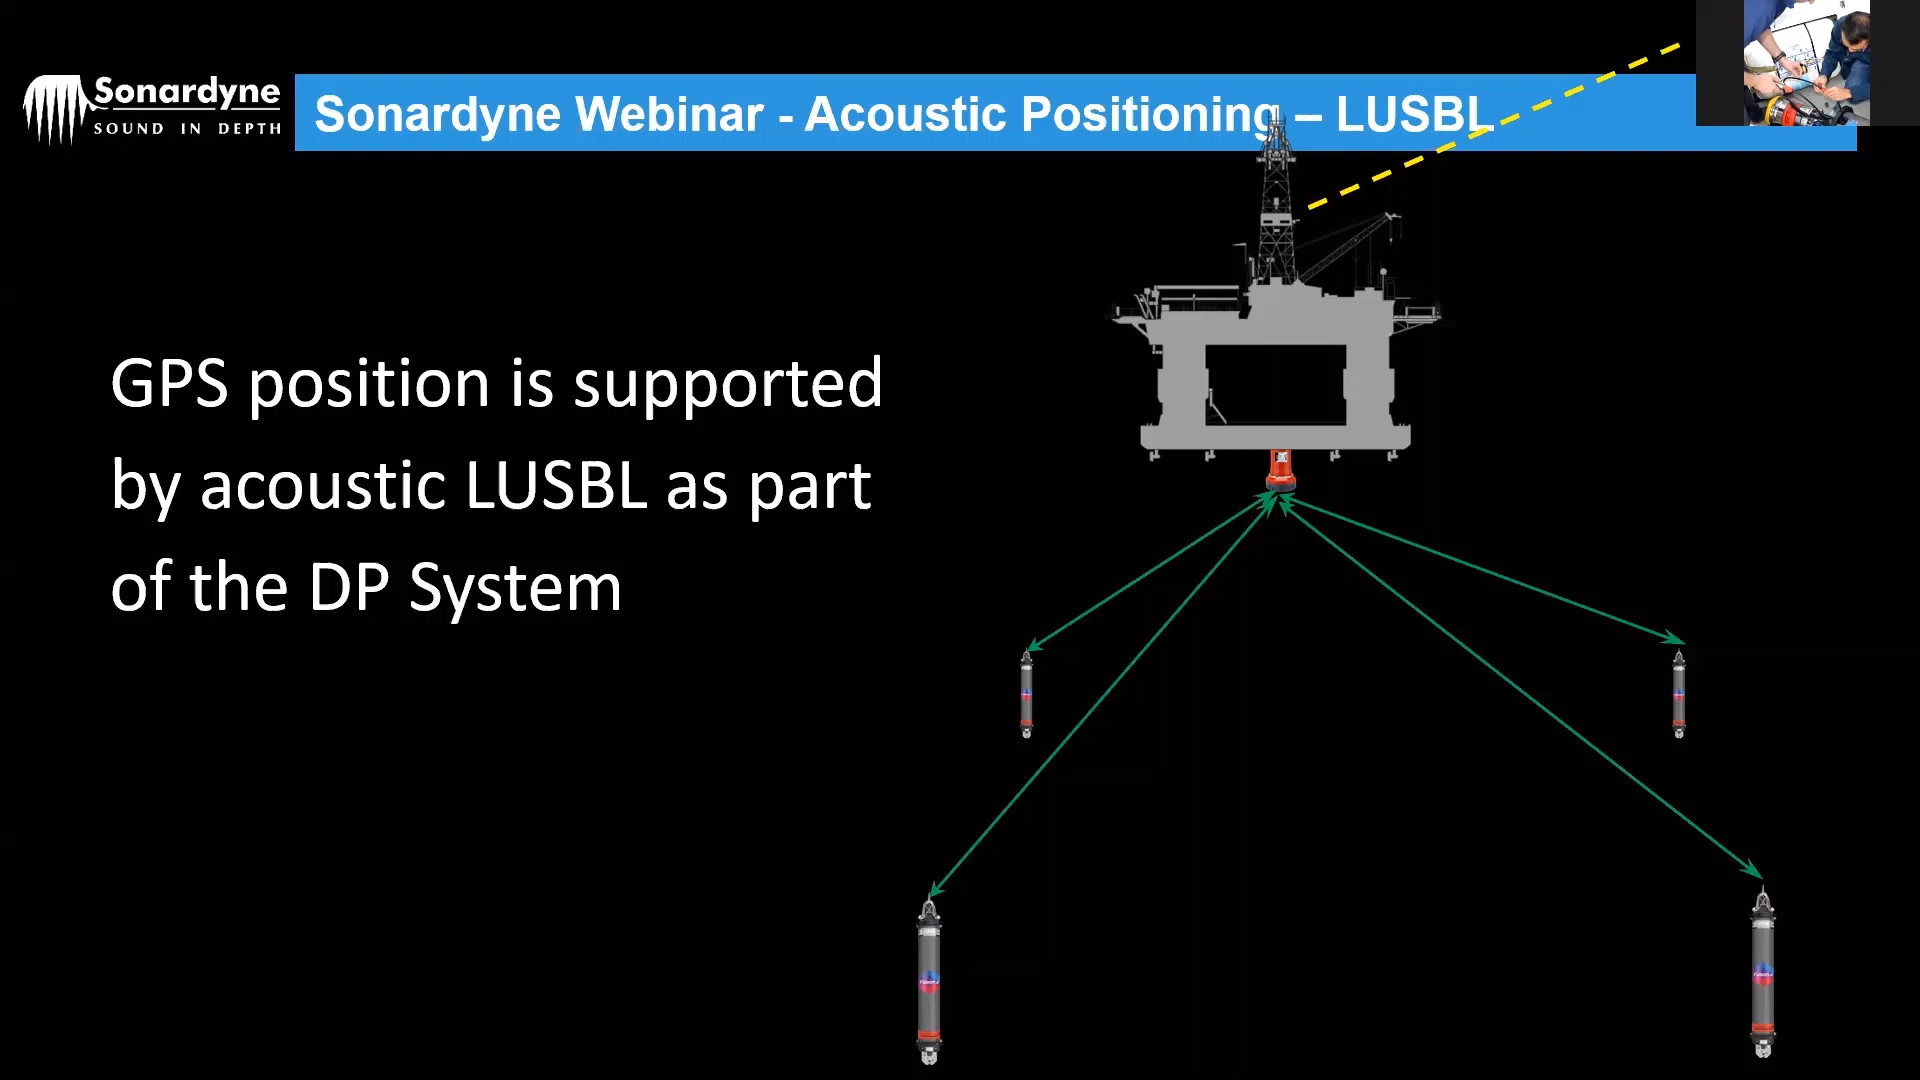 Sonardyne
SOUND IN DEPTH
Sonardyne Webinar - Acoustic Positioning – LUSBL
GPS position is supported
by acoustic LUSBL as part
of the DP System